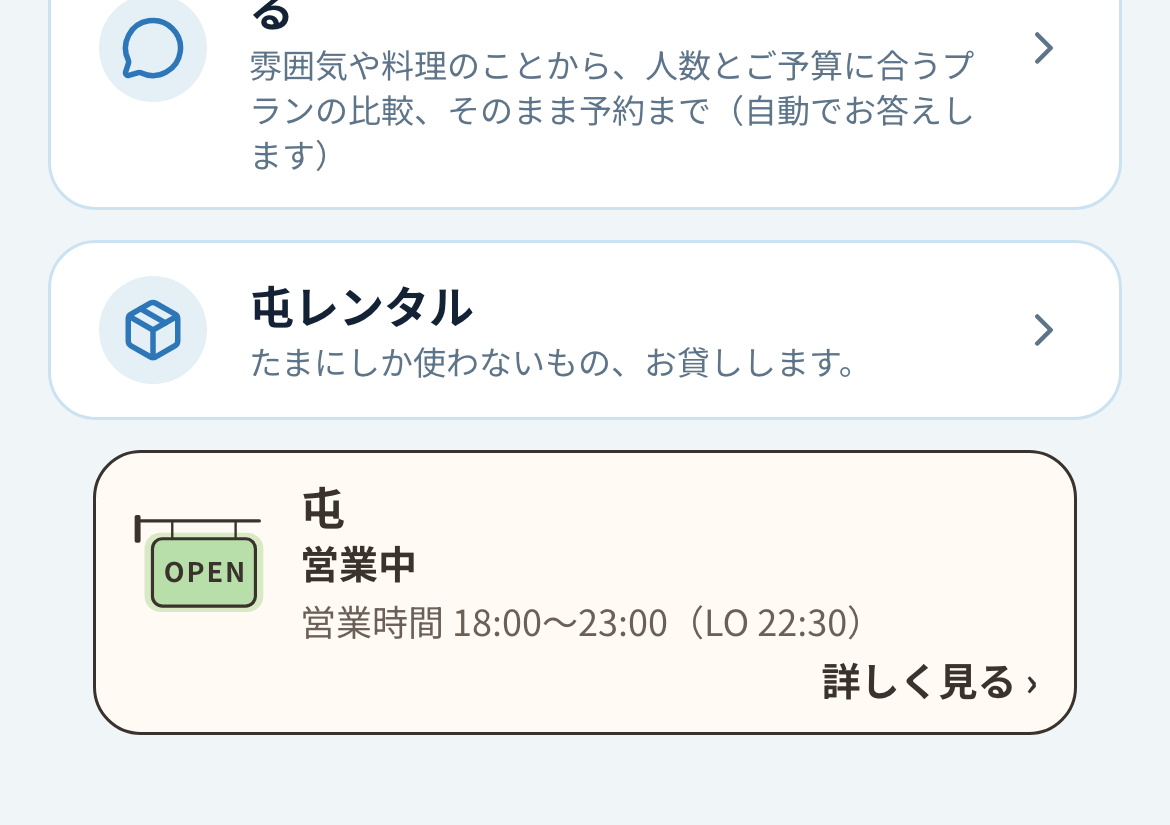 る
雰囲気や料理のことから、人数とご予算に合うプ
ランの比較、そのまま予約まで（自動でお答えし
ます）
屯レンタル
たまにしか使わないもの、お貸しします。
屯
OPEN
営業中
営業時間 18:00〜23:00（LO 22:30）
詳しく見る ›